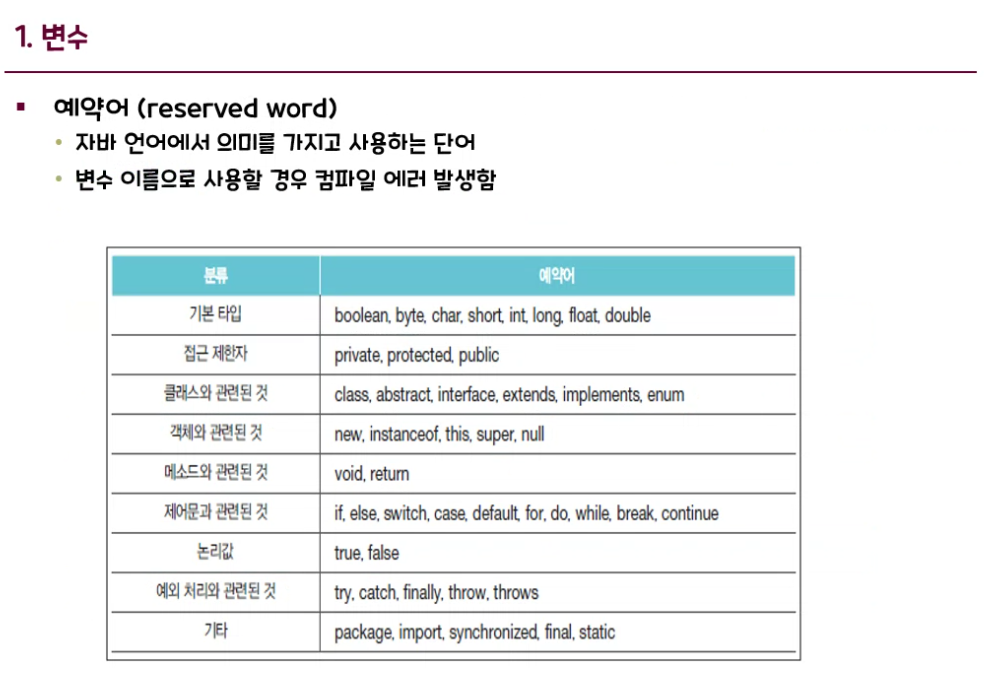 1. 변수
▪ 예약어 (reserved word)
• 자바 언어에서 의미를 가지고 사용하는 단어
• 변수 이름으로 사용할 경우 컴파일 에러 발생함
분류 예약어
기본 타입 boolean, byte, char, short, int, long, float, double
접근 제한자 private, protected, public
클래스와 관련된 것 class, abstract, interface, extends, implements, enum
객체와 관련된 것 new, instanceof, this, super, null
메소드와 관련된 것 void, return
제어문과 관련된 것 if, else, switch, case, default, for, do, while, break, continue
논리값 true, false
예외 처리와 관련된 것 try, catch, finally, throw, throws
기타 package, import, synchronized, final, static